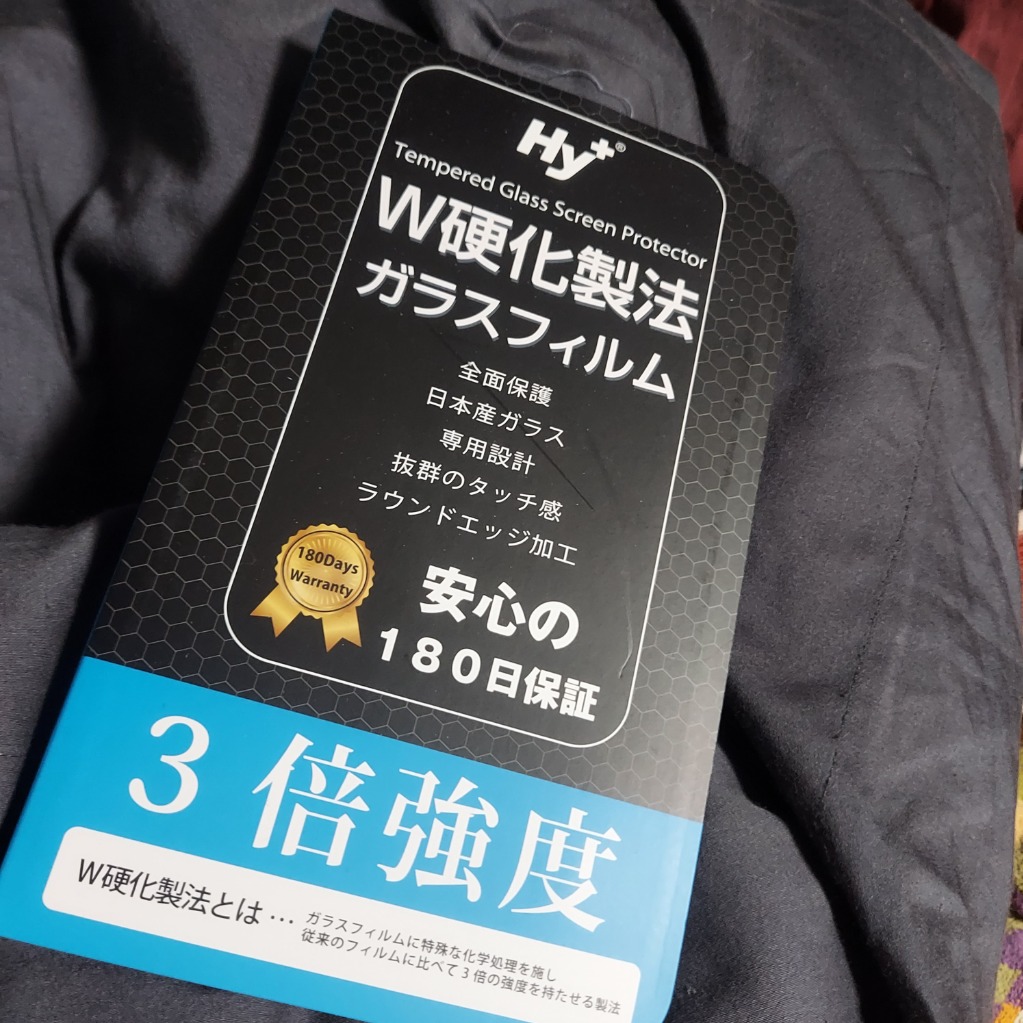 Hy+®
Tempered Glass Screen Protector
W硬化製法
ガラスフィルム
全面保護
日本産ガラス
専用設計
抜群のタッチ感
ラウンドエッジ加工
180Days
Warranty
安心の
180日保証
3倍強度
W硬化製法とは…
ガラスフィルムに特殊な化学処理を施し
従来のフィルムに比べて3倍の強度を持たせる製法